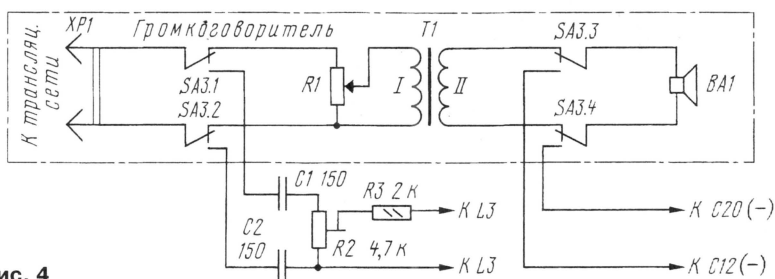 XP1 Громкоговоритель T1 SA3.3
К трансляц. сети
SA3.1
SA3.2
R1
I
II
SA3.4
BA1
C1 150
R3 2 к
К L3
C2 150
R2 4,7 к
К L3
К C20 (−)
К C12 (−)
ис. 4